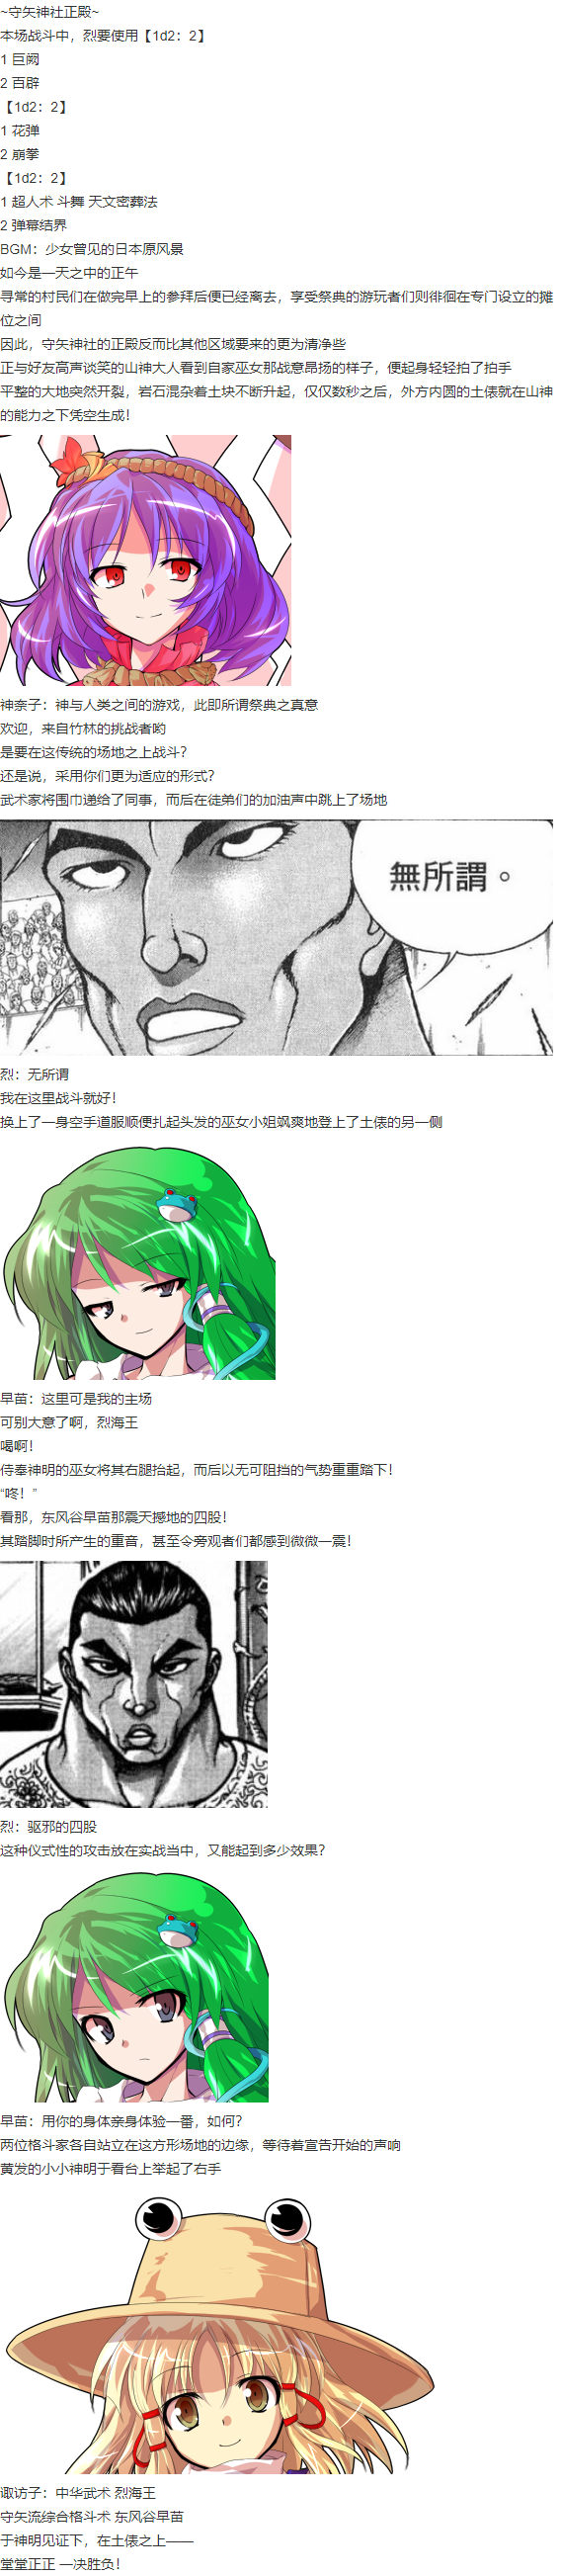 ~守矢神社正殿~
本场战斗中，烈要使用【1d2：2】
1 巨阙
2 百辟
【1d2：2】
1 花弹
2 崩拳
【1d2：2】
1 超人术 斗舞 天文密葬法
2 弹幕结界
BGM：少女曾见的日本原风景
如今是一天之中的正午
寻常的村民们在做完早上的参拜后便已经离去，享受祭典的游玩者们则徘徊在专门设立的摊
位之间
因此，守矢神社的正殿反而比其他区域要来的更为清净些
正与好友高声谈笑的山神大人看到自家巫女那战意昂扬的样子，便起身轻轻拍了拍手
平整的大地突然开裂，岩石混杂着土块不断升起，仅仅数秒之后，外方内圆的土俵就在山神
的能力之下凭空生成！
神奈子：神与人类之间的游戏，此即所谓祭典之真意
欢迎，来自竹林的挑战者哟
是要在这传统的场地之上战斗？
还是说，采用你们更为适应的形式？
武术家将围巾递给了同事，而后在徒弟们的加油声中跳上了场地
無所謂。
烈：无所谓
我在这里战斗就好！
换上了一身空手道服顺便扎起头发的巫女小姐飒爽地登上了土俵的另一侧
早苗：这里可是我的主场
可别大意了啊，烈海王
喝啊！
侍奉神明的巫女将其右腿抬起，而后以无可阻挡的气势重重踏下！
“咚！”
看那，东风谷早苗那震天撼地的四股！
其踏脚时所产生的重音，甚至令旁观者们都感到微微一震！
烈：驱邪的四股
这种仪式性的攻击放在实战当中，又能起到多少效果？
早苗：用你的身体亲身体验一番，如何？
两位格斗家各自站立在这方形场地的边缘，等待着宣告开始的声响
黄发的小小神明于看台上举起了右手
诹访子：中华武术 烈海王
守矢流综合格斗术 东风谷早苗
于神明见证下，在土俵之上——
堂堂正正 一决胜负！